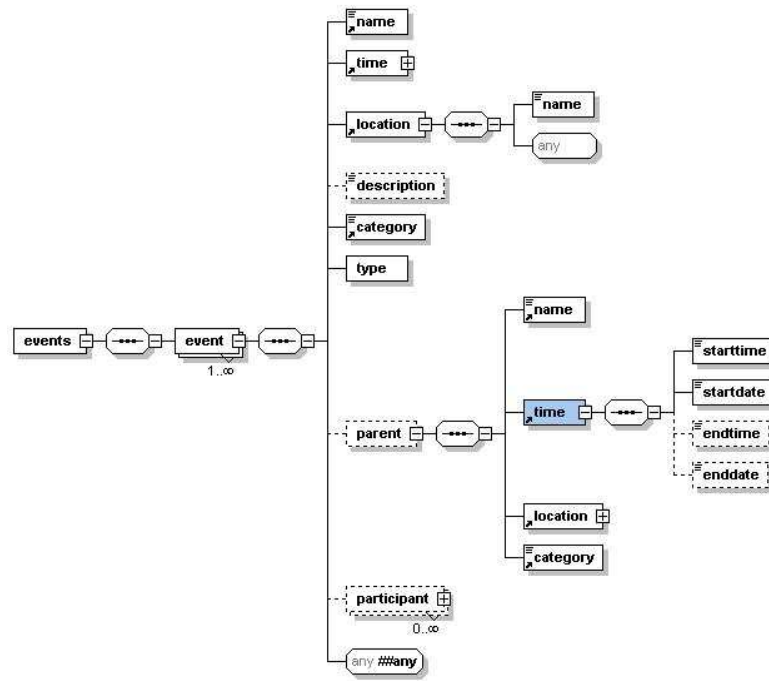 name
time
location
name
any
description
category
type
events
event
1..∞
name
starttime
startdate
time
endtime
parent
enddate
location
category
participant
0..∞
any ##any